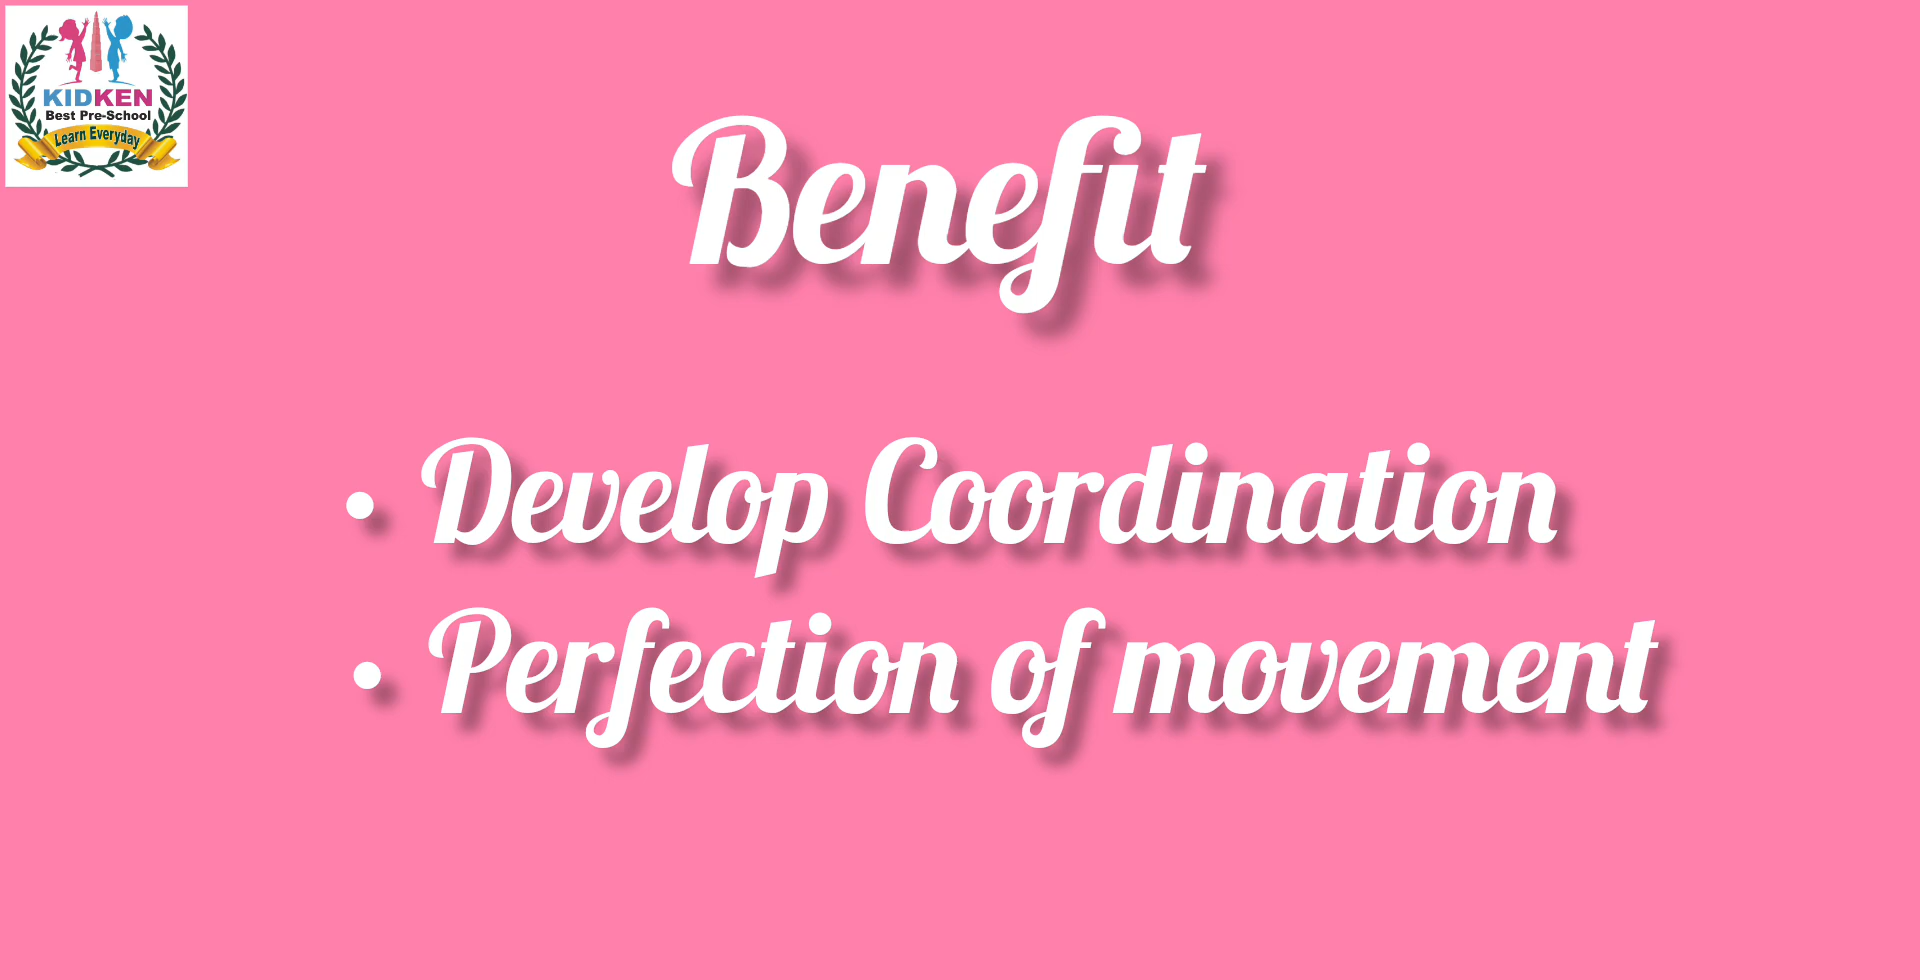 KIDKEN
Best Pre-School
Learn Everyday
Benefit
• Develop Coordination
• Perfection of movement